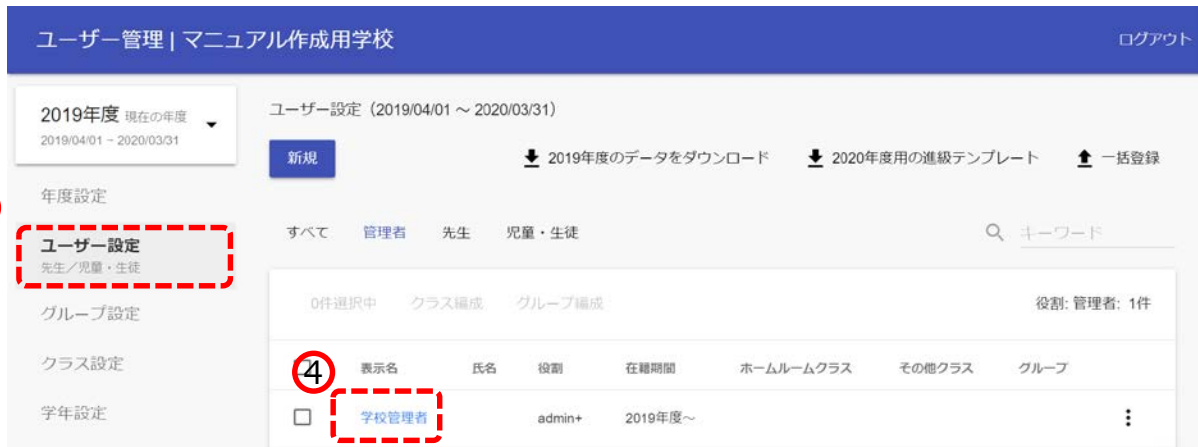 ユーザー管理 | マニュアル作成用学校
ログアウト
2019年度 現在の年度
2019/04/01 ~ 2020/03/31
年度設定
ユーザー設定
先生／児童・生徒
グループ設定
クラス設定
学年設定
ユーザー設定（2019/04/01 ～ 2020/03/31）
新規
2019年度のデータをダウンロード
2020年度用の進級テンプレート
一括登録
すべて 管理者 先生 児童・生徒
キーワード
0件選択中 クラス編成 グループ編成
役割: 管理者: 1件
④ 表示名 氏名 役割 在籍期間 ホームルームクラス その他クラス グループ
学校管理者 admin+ 2019年度～